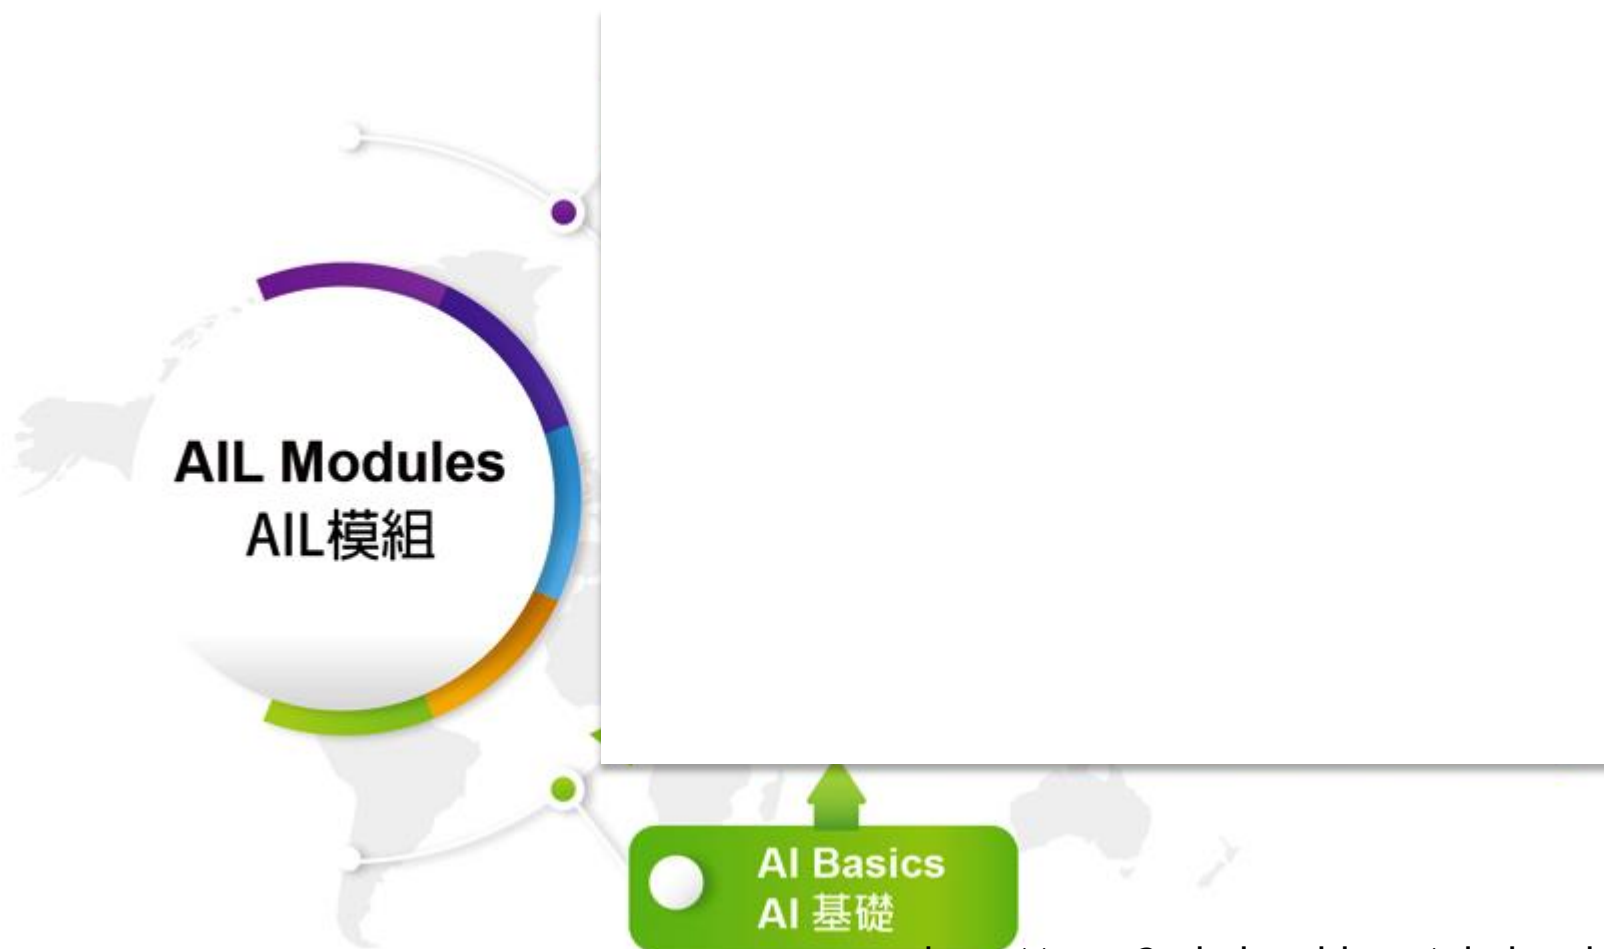 AIL Modules
AIL模組
AI Basics
AI 基礎